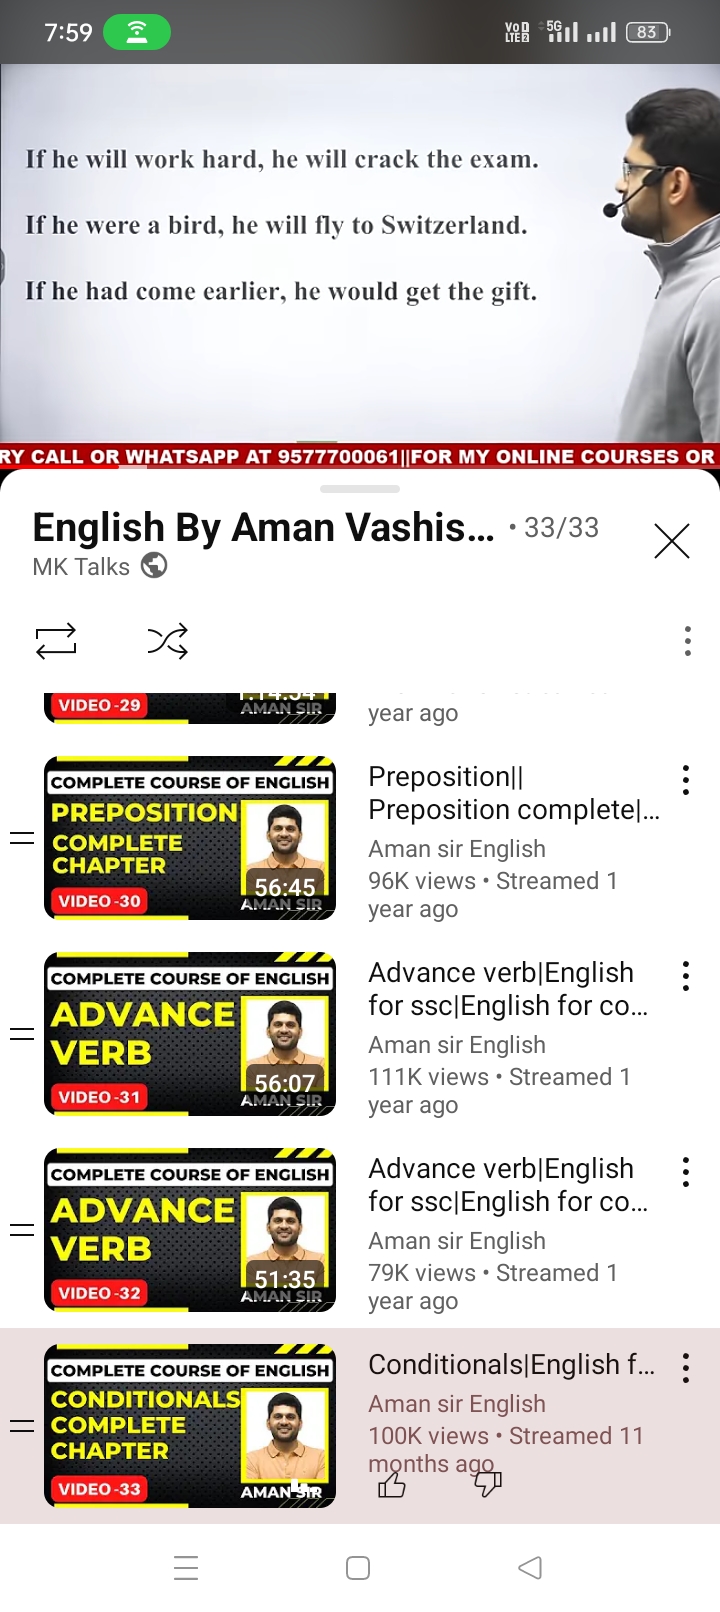 7:59
VoD LTE2 5G 83
If he will work hard, he will crack the exam.
If he were a bird, he will fly to Switzerland.
If he had come earlier, he would get the gift.
RY CALL OR WHATSAPP AT 9577700061||FOR MY ONLINE COURSES OR
English By Aman Vashis... • 33/33
MK Talks
VIDEO-29
AMAN SIR
year ago
COMPLETE COURSE OF ENGLISH
PREPOSITION
COMPLETE
CHAPTER
56:45
VIDEO-30
AMAN SIR
Preposition||
Preposition complete|...
Aman sir English
96K views • Streamed 1
year ago
COMPLETE COURSE OF ENGLISH
ADVANCE
VERB
56:07
VIDEO-31
AMAN SIR
Advance verb|English
for ssc|English for co...
Aman sir English
111K views • Streamed 1
year ago
COMPLETE COURSE OF ENGLISH
ADVANCE
VERB
51:35
VIDEO-32
AMAN SIR
Advance verb|English
for ssc|English for co...
Aman sir English
79K views • Streamed 1
year ago
COMPLETE COURSE OF ENGLISH
CONDITIONALS
COMPLETE
CHAPTER
VIDEO-33
AMAN SIR
Conditionals|English f...
Aman sir English
100K views • Streamed 11
months ago